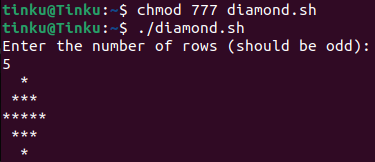 tinku@Tinku:~$ chmod 777 diamond.sh
tinku@Tinku:~$ ./diamond.sh
Enter the number of rows (should be odd):
5
  *
 ***
*****
 ***
  *